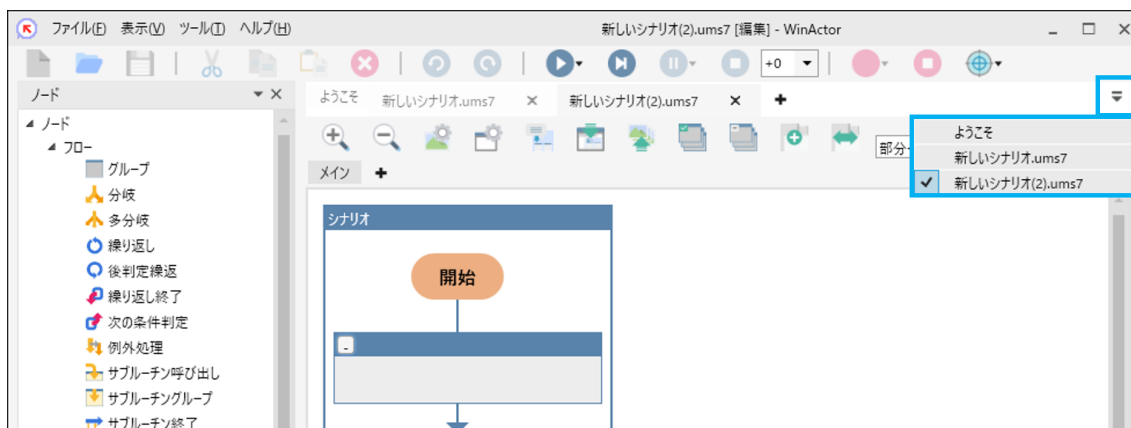 ファイル(F) 表示(V) ツール(T) ヘルプ(H) 新しいシナリオ(2).ums7 [編集] - WinActor
+0
ノード
ようこそ 新しいシナリオ.ums7 新しいシナリオ(2).ums7
ノード
フロー
グループ
分岐
多分岐
繰り返し
後判定繰返
繰り返し終了
次の条件判定
例外処理
サブルーチン呼び出し
サブルーチングループ
サブルーチン終了
部分
メイン
シナリオ
開始
ようこそ
新しいシナリオ.ums7
新しいシナリオ(2).ums7